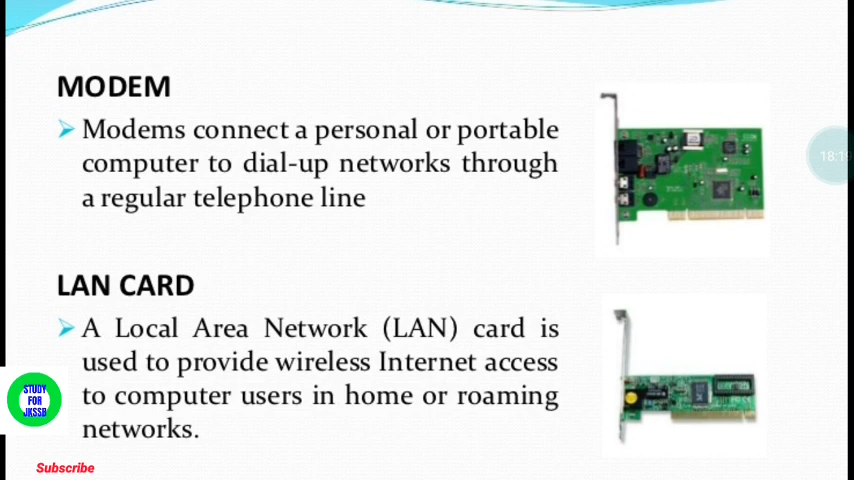 MODEM
Modems connect a personal or portable
computer to dial-up networks through
a regular telephone line
18:19
LAN CARD
A Local Area Network (LAN) card is
used to provide wireless Internet access
to computer users in home or roaming
networks.
STUDY
FOR
JKSSB
Subscribe